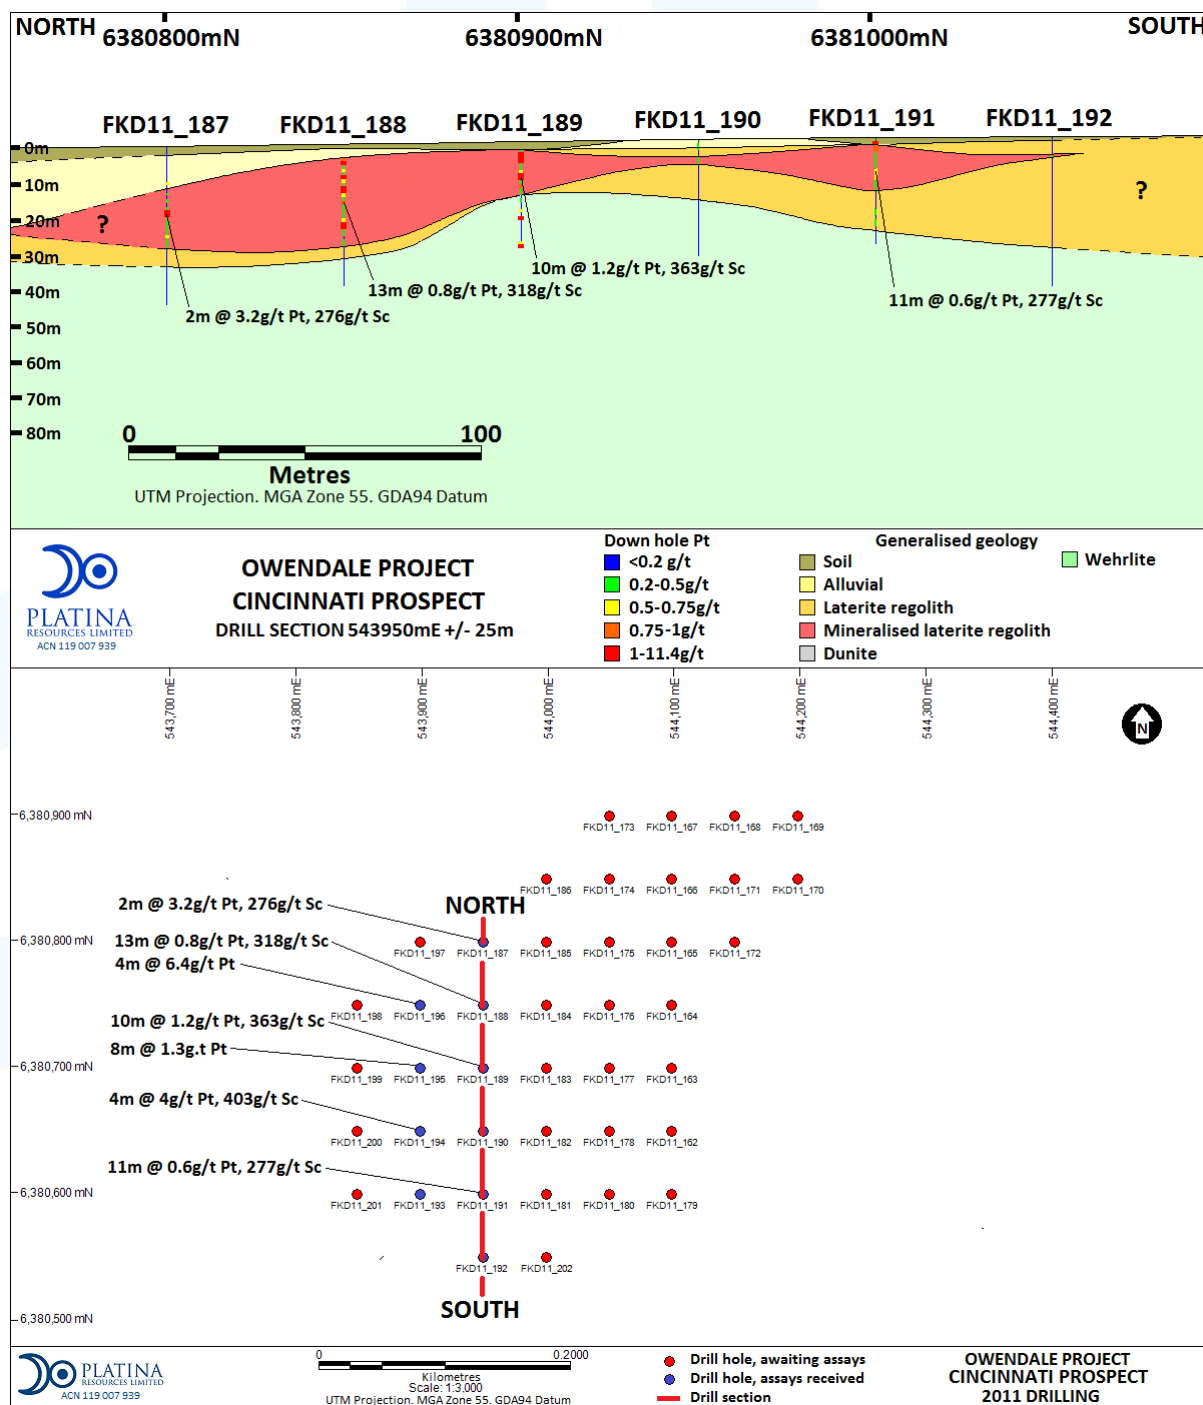 NORTH
6380800mN
6380900mN
6381000mN
SOUTH
FKD11_187
FKD11_188
FKD11_189
FKD11_190
FKD11_191
FKD11_192
0m
10m
20m
30m
40m
50m
60m
70m
80m
?
?
10m @ 1.2g/t Pt, 363g/t Sc
13m @ 0.8g/t Pt, 318g/t Sc
2m @ 3.2g/t Pt, 276g/t Sc
11m @ 0.6g/t Pt, 277g/t Sc
0
100
Metres
UTM Projection. MGA Zone 55. GDA94 Datum
PLATINA
RESOURCES LIMITED
ACN 119 007 939
OWENDALE PROJECT
CINCINNATI PROSPECT
DRILL SECTION 543950mE +/- 25m
Down hole Pt
<0.2 g/t
0.2-0.5g/t
0.5-0.75g/t
0.75-1g/t
1-11.4g/t
Generalised geology
Soil
Alluvial
Laterite regolith
Mineralised laterite regolith
Dunite
Wehrlite
543,700 mE
543,800 mE
543,900 mE
544,000 mE
544,100 mE
544,200 mE
544,300 mE
544,400 mE
N
6,380,900 mN
FKD11_173
FKD11_167
FKD11_168
FKD11_169
FKD11_186
FKD11_174
FKD11_166
FKD11_171
FKD11_170
2m @ 3.2g/t Pt, 276g/t Sc
NORTH
6,380,800 mN
13m @ 0.8g/t Pt, 318g/t Sc
FKD11_197
FKD11_187
FKD11_185
FKD11_175
FKD11_165
FKD11_172
4m @ 6.4g/t Pt
FKD11_198
FKD11_196
FKD11_188
FKD11_184
FKD11_176
FKD11_164
10m @ 1.2g/t Pt, 363g/t Sc
8m @ 1.3g.t Pt
6,380,700 mN
FKD11_199
FKD11_195
FKD11_189
FKD11_183
FKD11_177
FKD11_163
4m @ 4g/t Pt, 403g/t Sc
FKD11_200
FKD11_194
FKD11_190
FKD11_182
FKD11_178
FKD11_162
11m @ 0.6g/t Pt, 277g/t Sc
6,380,600 mN
FKD11_201
FKD11_193
FKD11_191
FKD11_181
FKD11_180
FKD11_179
FKD11_192
FKD11_202
SOUTH
6,380,500 mN
PLATINA
RESOURCES LIMITED
ACN 119 007 939
0
0.2000
Kilometres
Scale: 1:3,000
UTM Projection. MGA Zone 55. GDA94 Datum
Drill hole, awaiting assays
Drill hole, assays received
Drill section
OWENDALE PROJECT
CINCINNATI PROSPECT
2011 DRILLING